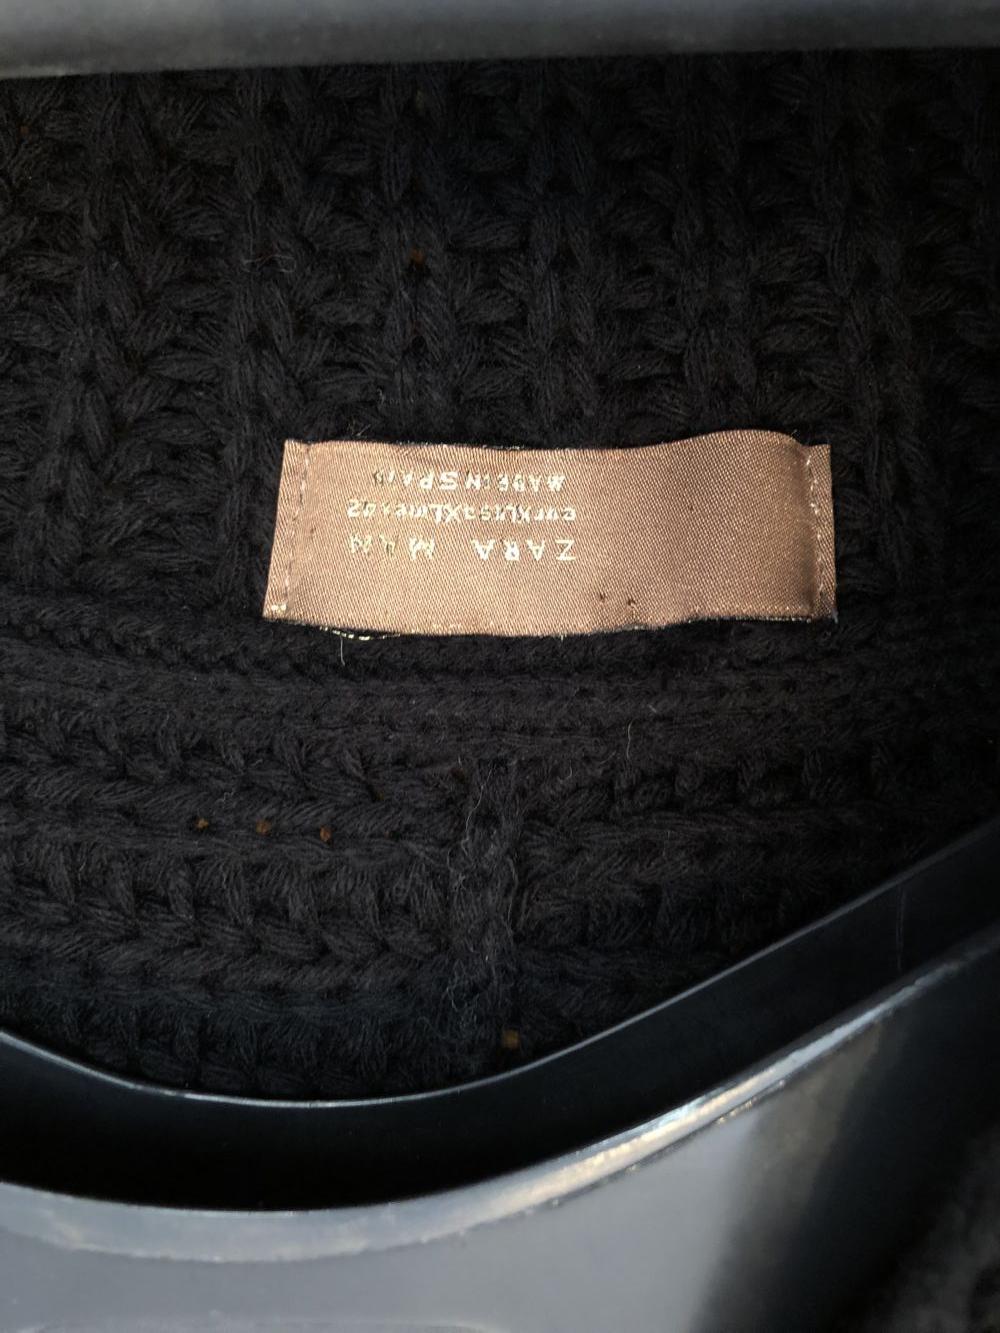 ZARA MAN
EUR XL USA XL MEX 42
MADE IN SPAIN